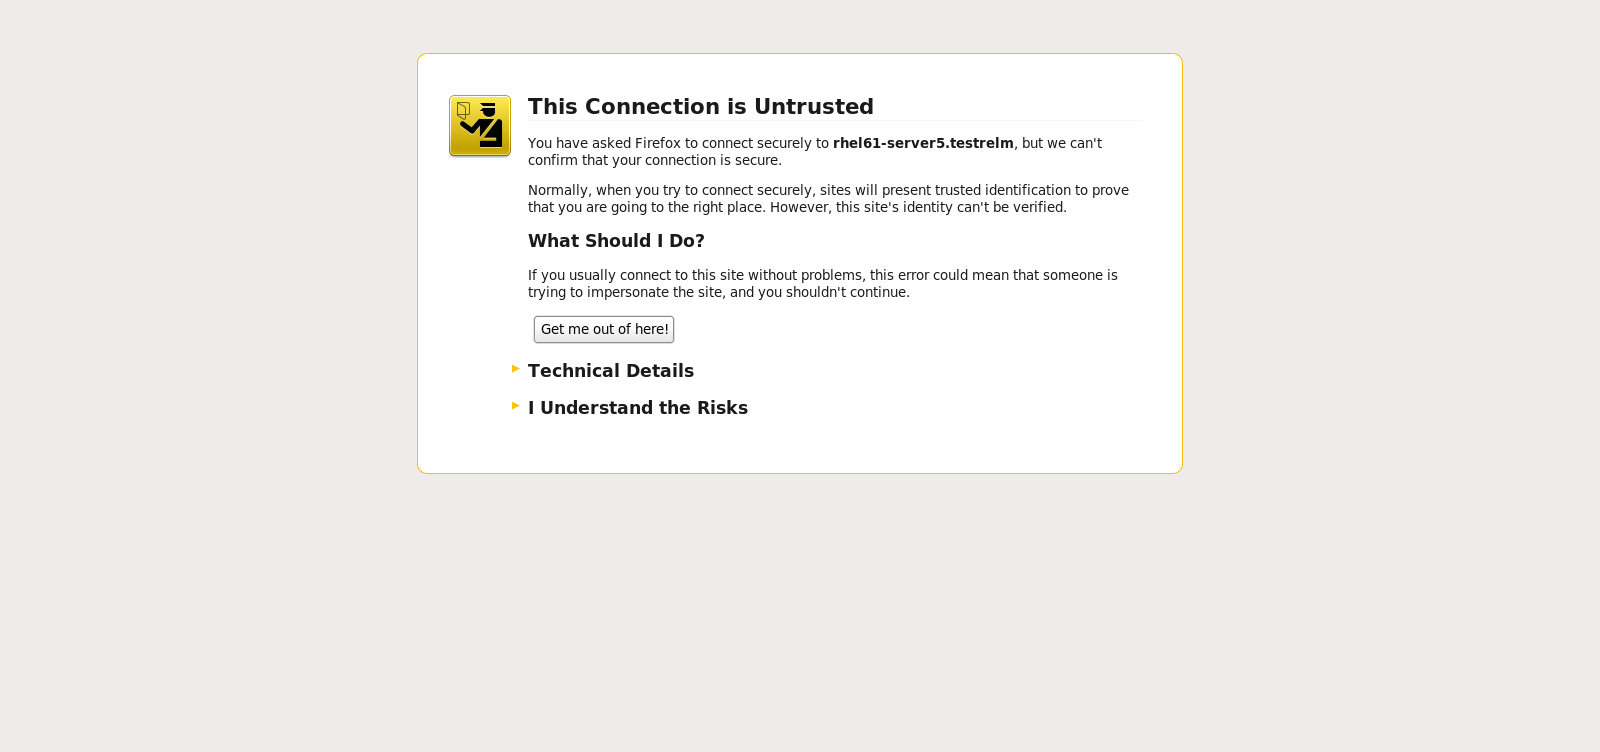 This Connection is Untrusted
You have asked Firefox to connect securely to rhel61-server5.testrelm, but we can't
confirm that your connection is secure.
Normally, when you try to connect securely, sites will present trusted identification to prove
that you are going to the right place. However, this site's identity can't be verified.
What Should I Do?
If you usually connect to this site without problems, this error could mean that someone is
trying to impersonate the site, and you shouldn't continue.
Get me out of here!
Technical Details
I Understand the Risks